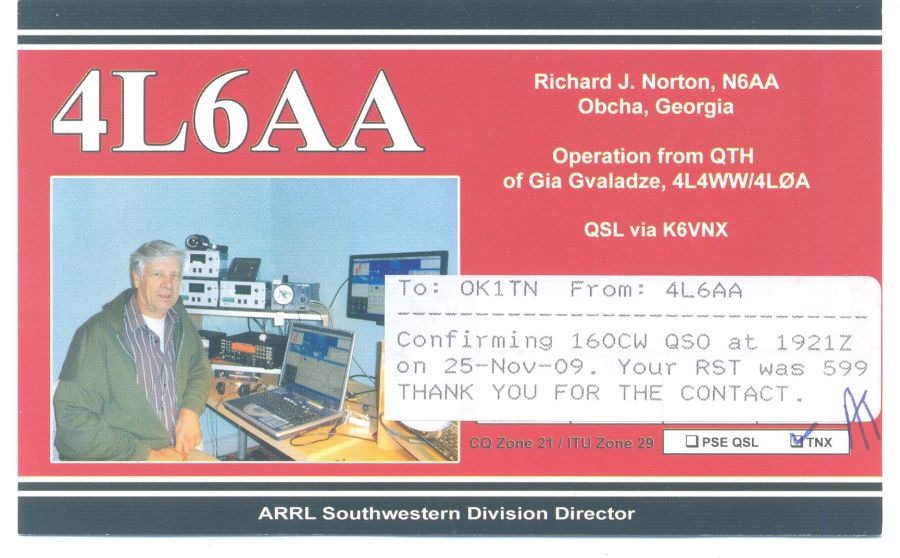 4L6AA
Richard J. Norton, N6AA
Obcha, Georgia
Operation from QTH
of Gia Gvaladze, 4L4WW/4LØA
QSL via K6VNX
To: OK1TN From: 4L6AA
Confirming 160CW QSO at 1921Z
on 25-Nov-09. Your RST was 599
THANK YOU FOR THE CONTACT.
CQ Zone 21 / ITU Zone 29
PSE QSL TNX
ARRL Southwestern Division Director